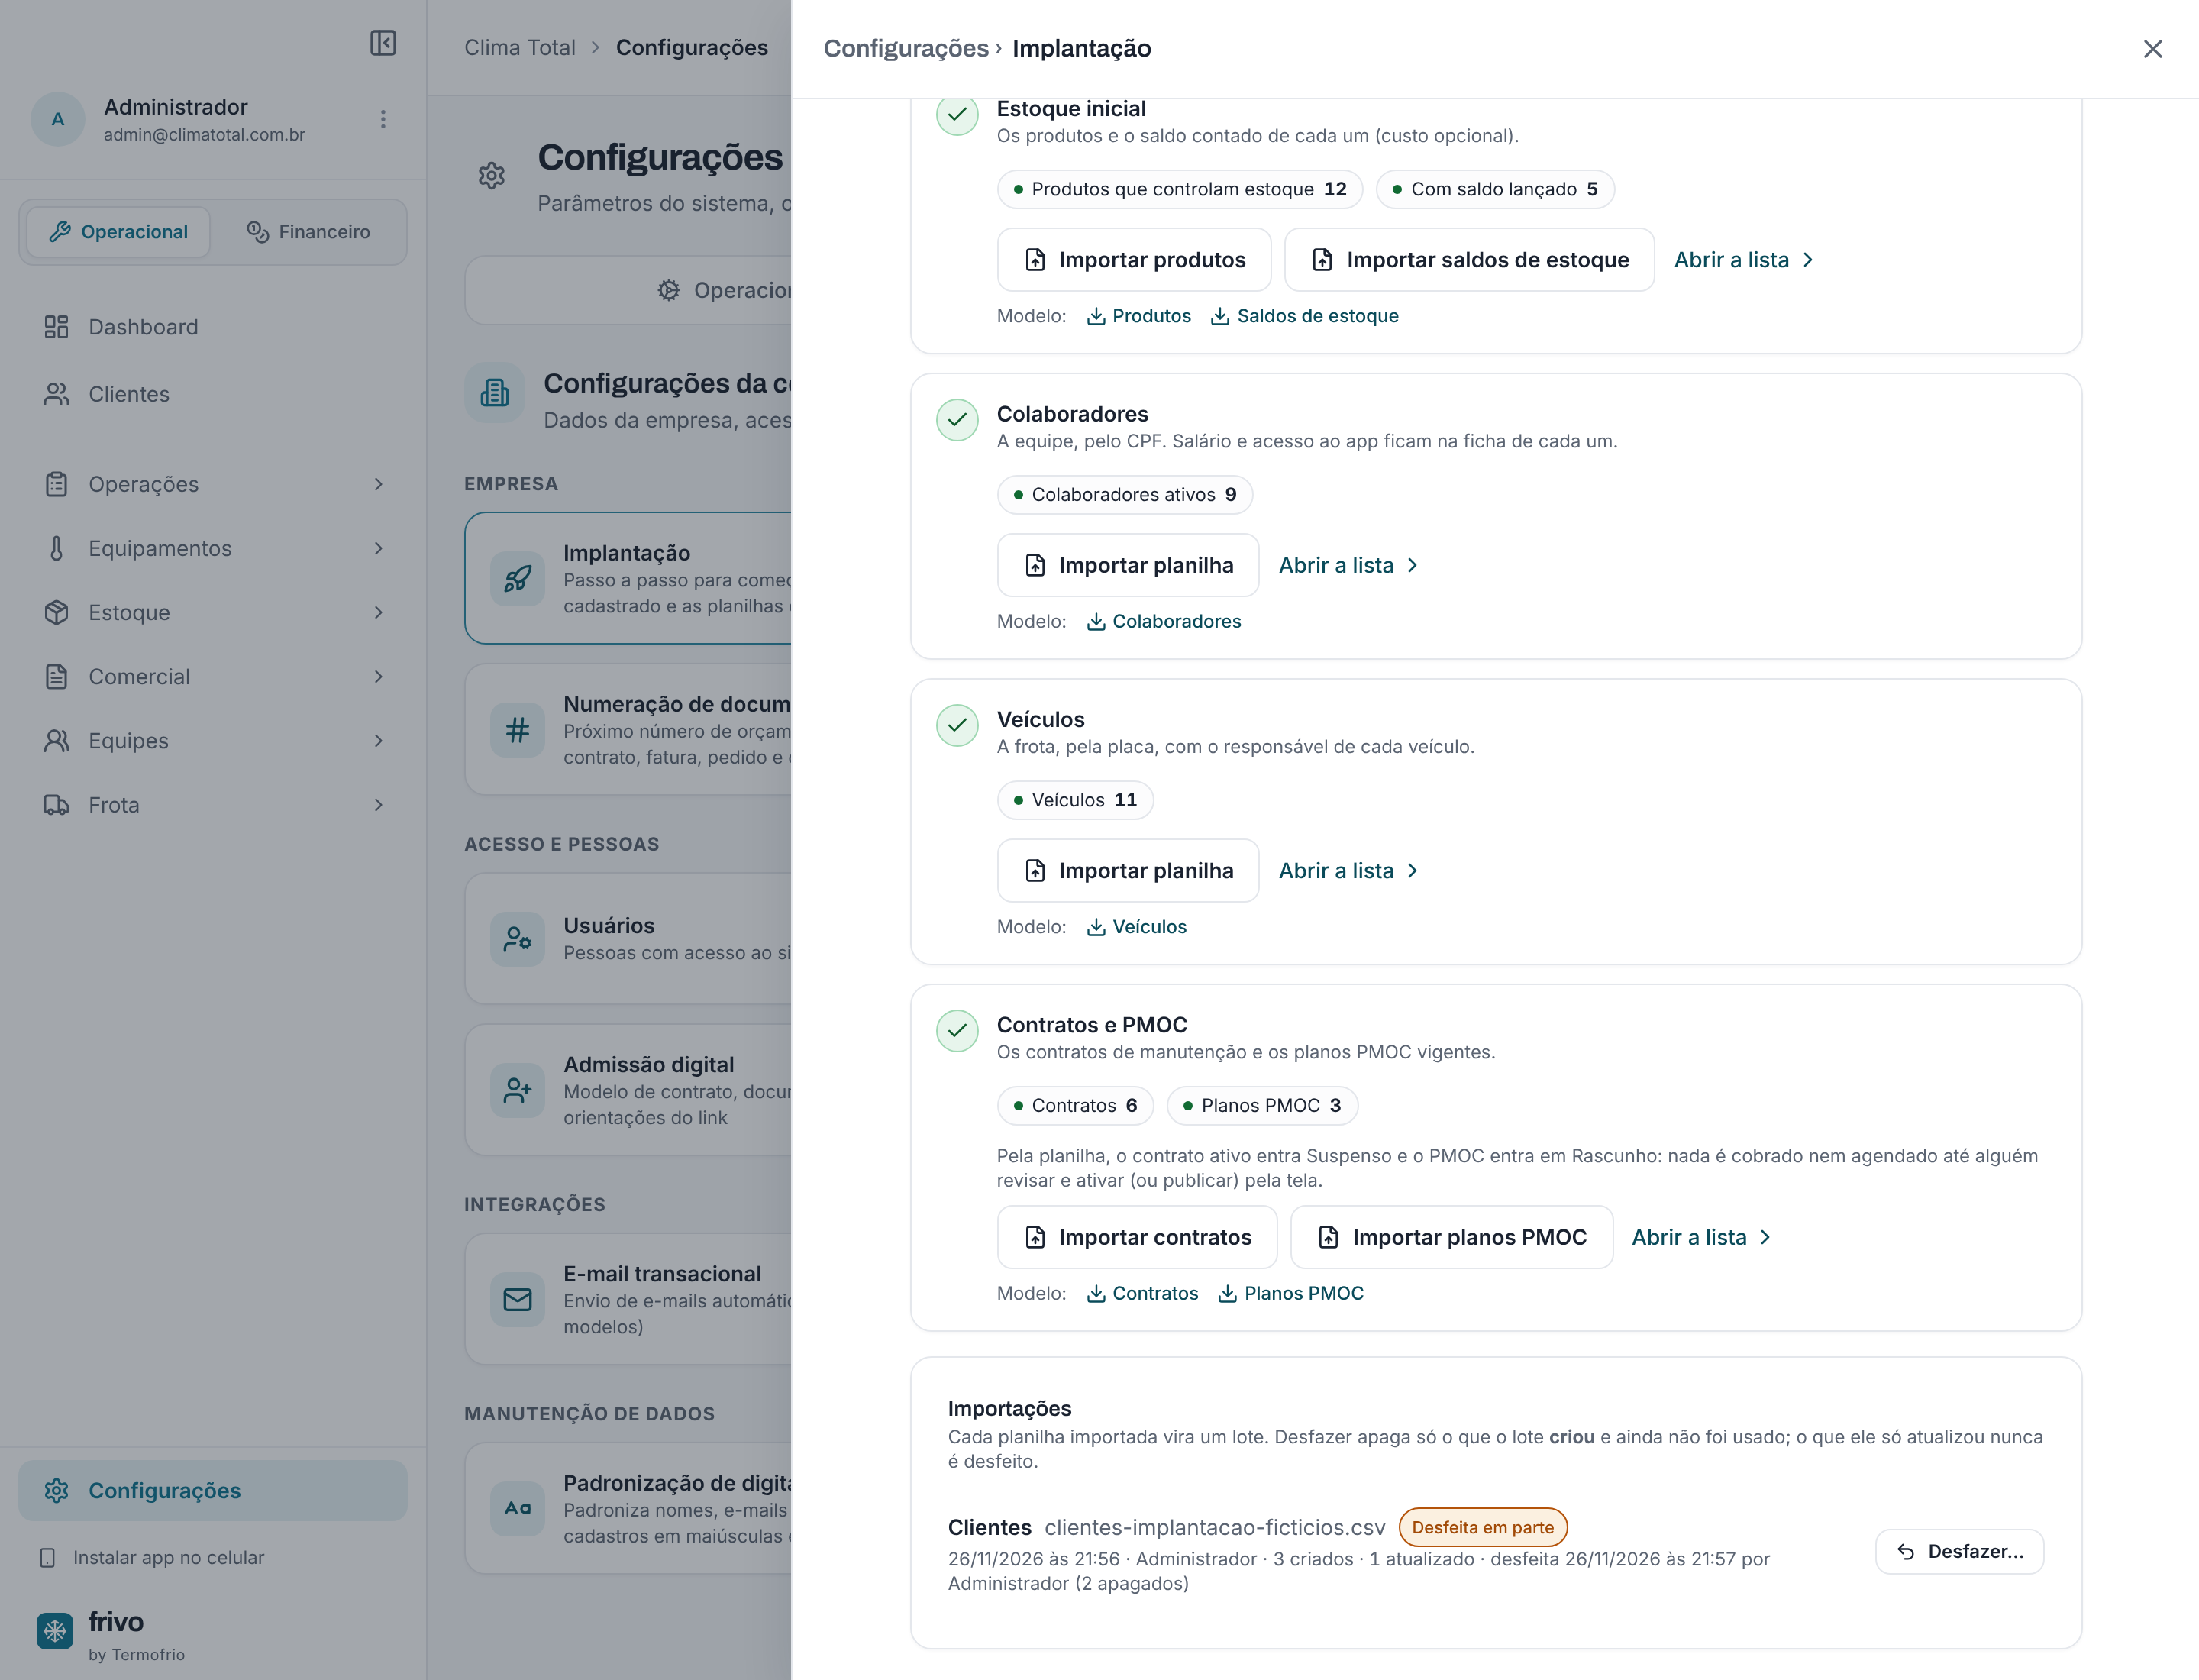 A
Administrador
admin@climatotal.com.br
Operacional
Financeiro
Dashboard
Clientes
Operações
Equipamentos
Estoque
Comercial
Equipes
Frota
Configurações
Instalar app no celular
frivo
by Termofrio
Clima Total
Configurações
Configurações
Parâmetros do sistema, o
Operacion
Configurações da c
Dados da empresa, aces
EMPRESA
Implantação
Passo a passo para come
cadastrado e as planilhas
Numeração de docum
Próximo número de orçam
contrato, fatura, pedido e
ACESSO E PESSOAS
Usuários
Pessoas com acesso ao si
Admissão digital
Modelo de contrato, docu
orientações do link
INTEGRAÇÕES
E-mail transacional
Envio de e-mails automátic
modelos)
MANUTENÇÃO DE DADOS
Aa
Padronização de digita
Padroniza nomes, e-mails
cadastros em maiúsculas
Configurações › Implantação
Estoque inicial
Os produtos e o saldo contado de cada um (custo opcional).
Produtos que controlam estoque 12
Com saldo lançado 5
Importar produtos
Importar saldos de estoque
Abrir a lista
Modelo: Produtos Saldos de estoque
Colaboradores
A equipe, pelo CPF. Salário e acesso ao app ficam na ficha de cada um.
Colaboradores ativos 9
Importar planilha
Abrir a lista
Modelo: Colaboradores
Veículos
A frota, pela placa, com o responsável de cada veículo.
Veículos 11
Importar planilha
Abrir a lista
Modelo: Veículos
Contratos e PMOC
Os contratos de manutenção e os planos PMOC vigentes.
Contratos 6
Planos PMOC 3
Pela planilha, o contrato ativo entra Suspenso e o PMOC entra em Rascunho: nada é cobrado nem agendado até alguém
revisar e ativar (ou publicar) pela tela.
Importar contratos
Importar planos PMOC
Abrir a lista
Modelo: Contratos Planos PMOC
Importações
Cada planilha importada vira um lote. Desfazer apaga só o que o lote criou e ainda não foi usado; o que ele só atualizou nunca
é desfeito.
Clientes clientes-implantacao-ficticios.csv Desfeita em parte
26/11/2026 às 21:56 · Administrador · 3 criados · 1 atualizado · desfeita 26/11/2026 às 21:57 por
Administrador (2 apagados)
Desfazer...